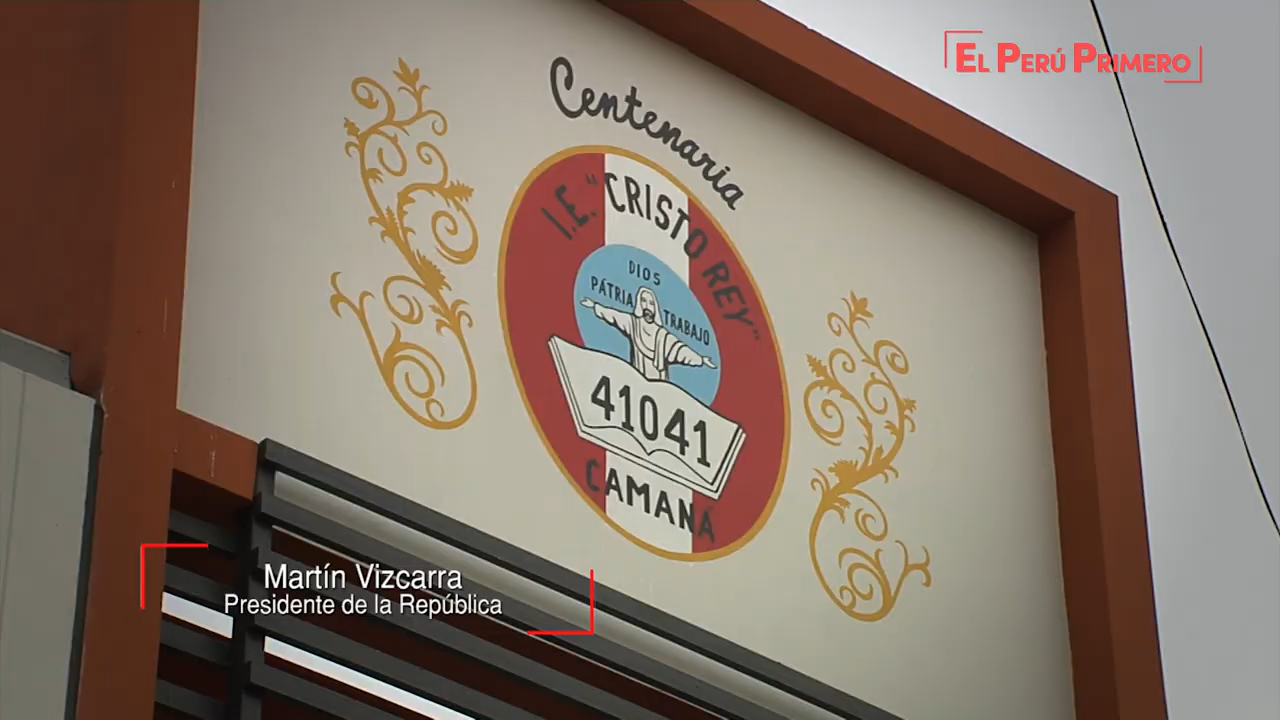 EL PERÚ PRIMERO
Centenaria
I.E. "CRISTO REY"
DIOS
PÁTRIA TRABAJO
41041
CAMANÁ
Martín Vizcarra
Presidente de la República